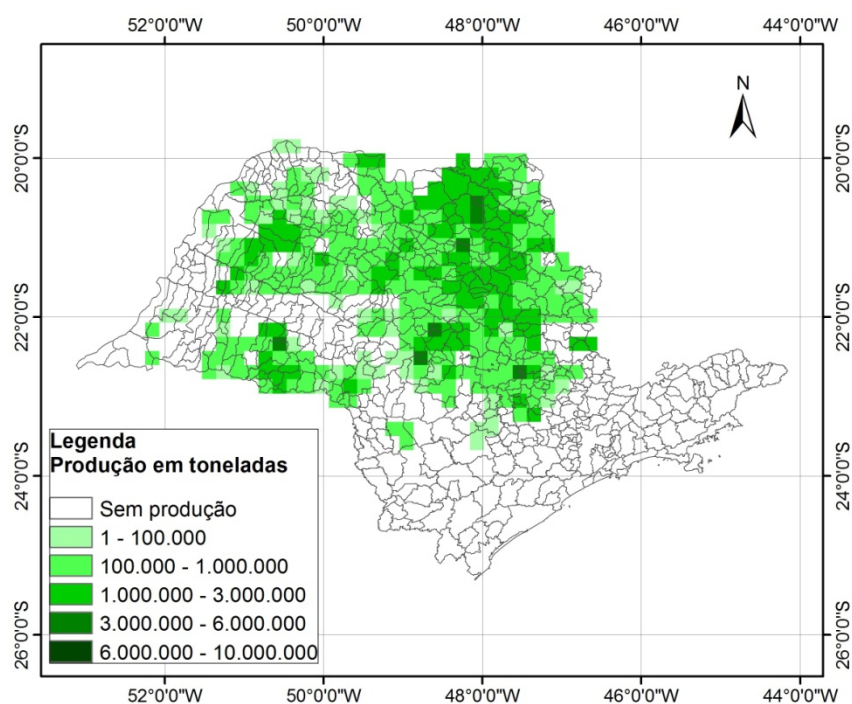 52°0'0"W 50°0'0"W 48°0'0"W 46°0'0"W 44°0'0"W
N
20°0'0"S 20°0'0"S
22°0'0"S 22°0'0"S
24°0'0"S 24°0'0"S
26°0'0"S 26°0'0"S
Legenda
Produção em toneladas
Sem produção
1 - 100.000
100.000 - 1.000.000
1.000.000 - 3.000.000
3.000.000 - 6.000.000
6.000.000 - 10.000.000
52°0'0"W 50°0'0"W 48°0'0"W 46°0'0"W 44°0'0"W